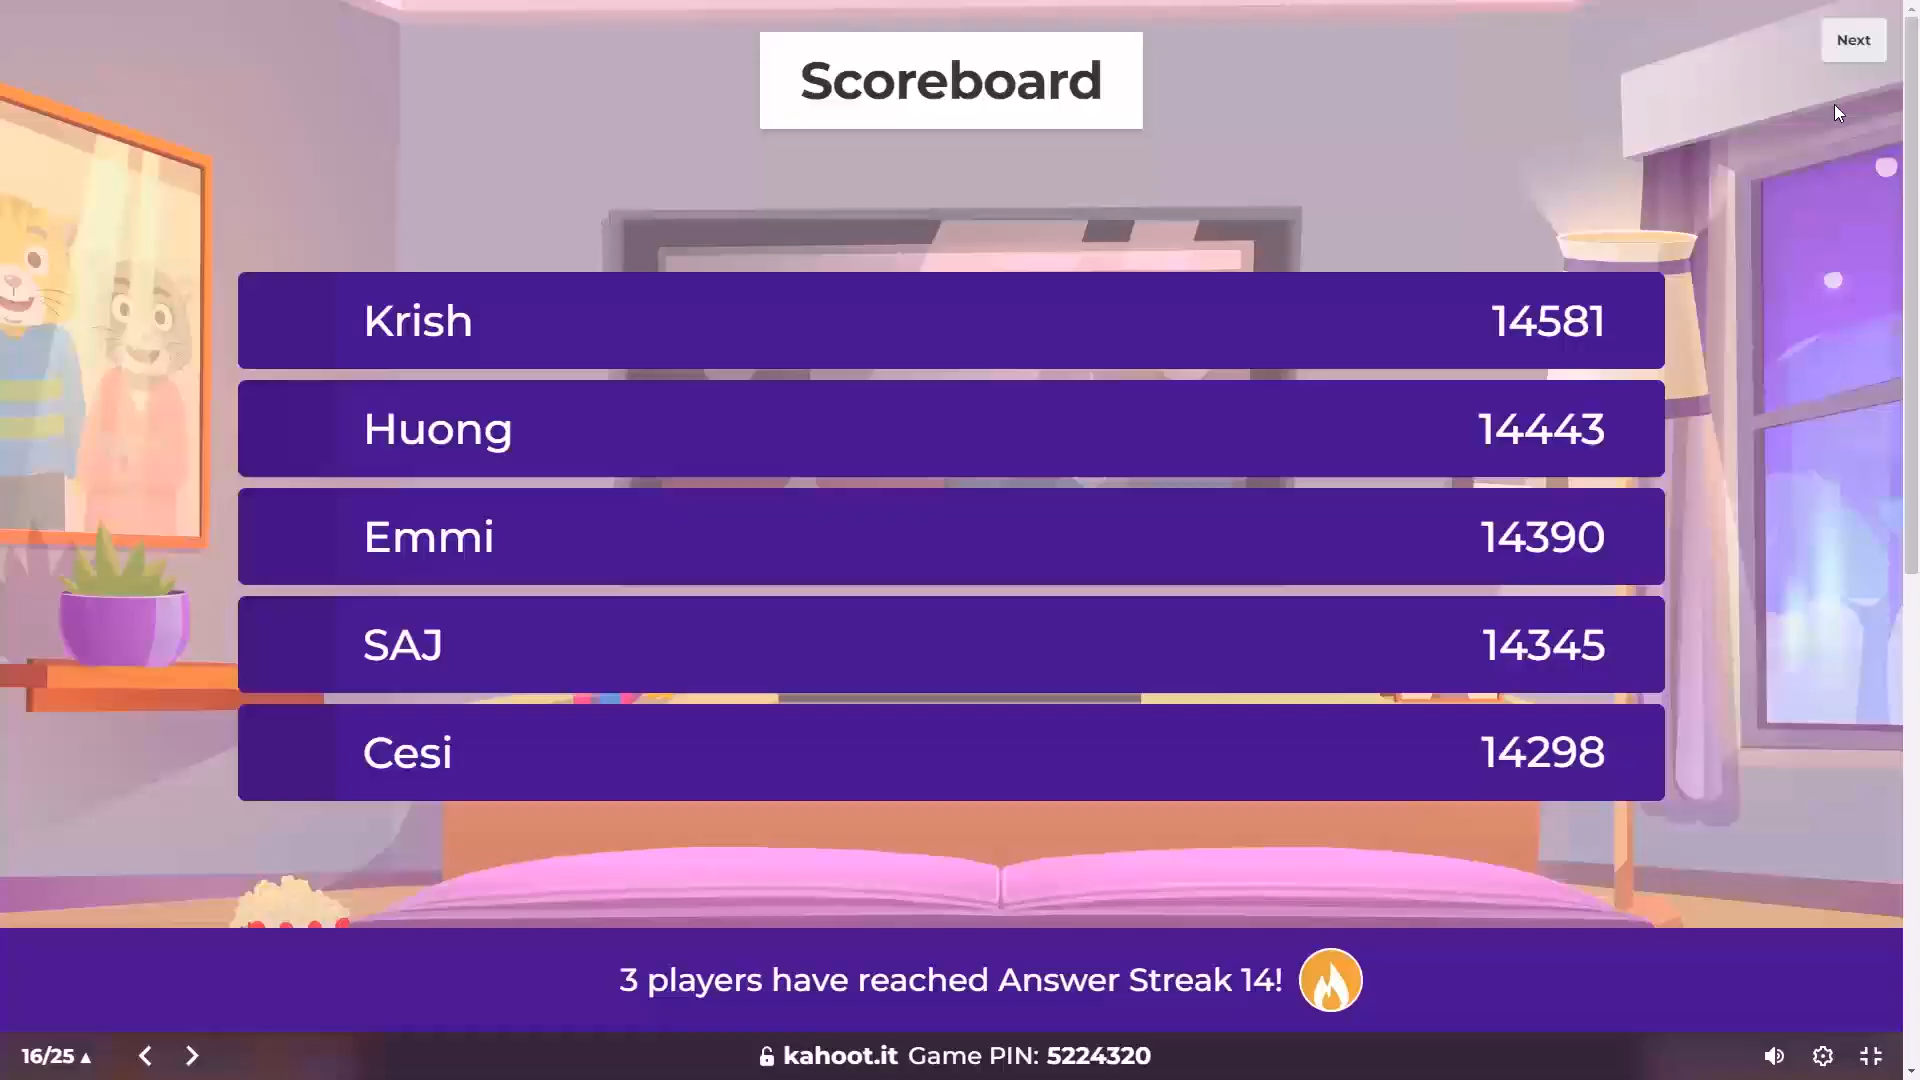 Scoreboard
Next
Krish 14581
Huong 14443
Emmi 14390
SAJ 14345
Cesi 14298
3 players have reached Answer Streak 14!
16/25
kahoot.it Game PIN: 5224320